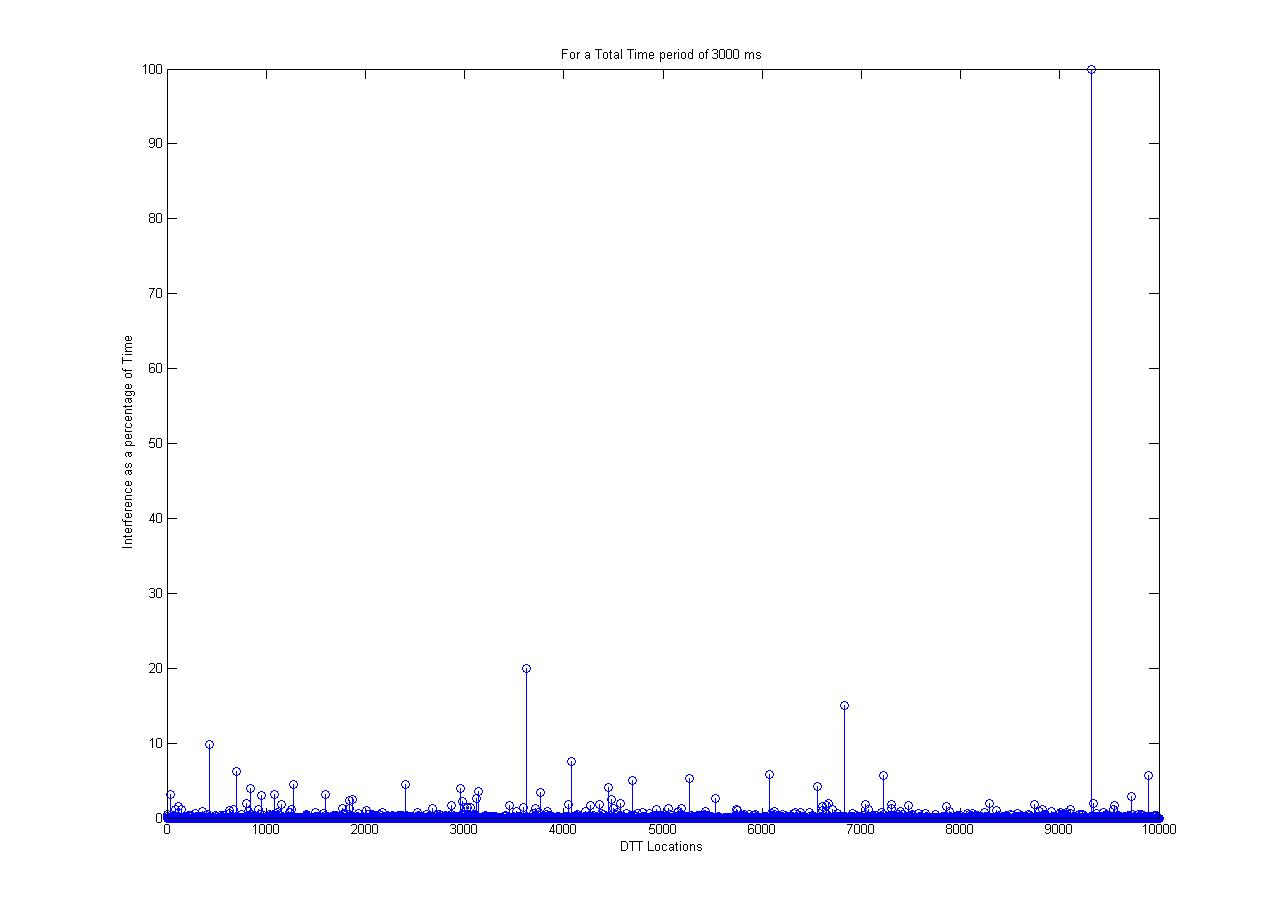 For a Total Time period of 3000 ms
100
90
80
70
60
50
40
30
20
10
0
Interference as a percentage of Time
0 1000 2000 3000 4000 5000 6000 7000 8000 9000 10000
DTT Locations